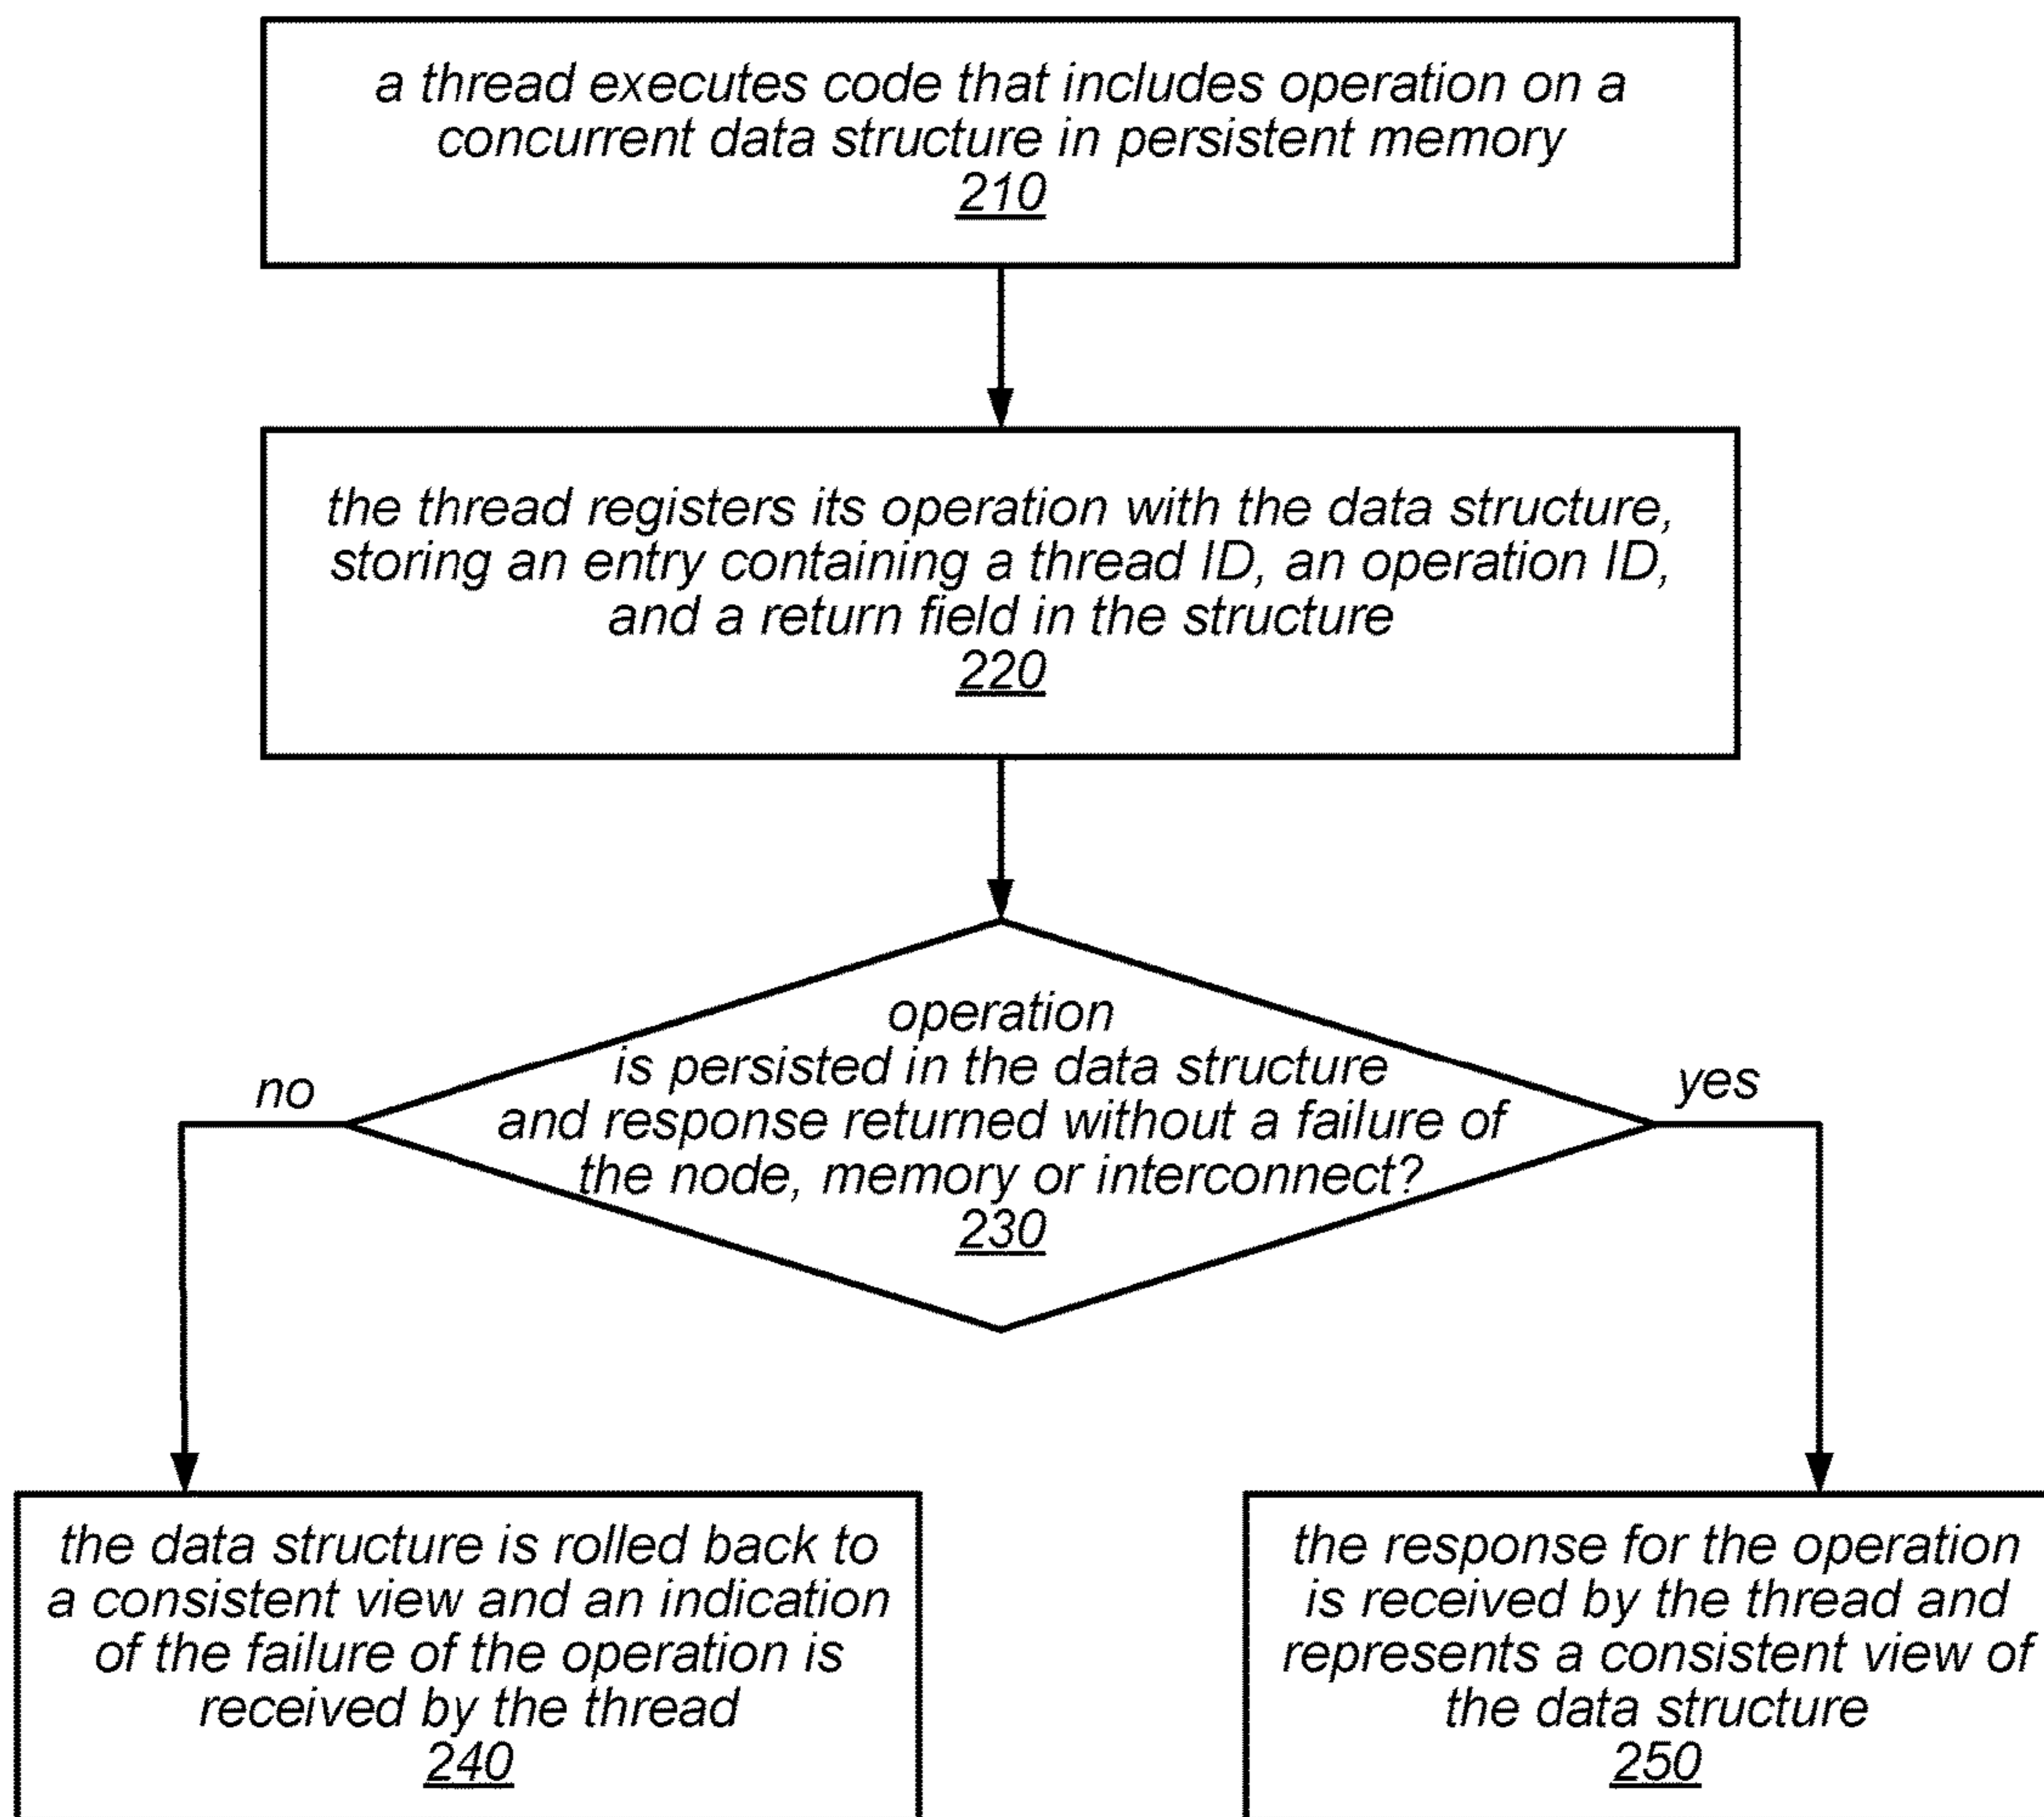 a thread executes code that includes operation on a
concurrent data structure in persistent memory
210
the thread registers its operation with the data structure,
storing an entry containing a thread ID, an operation ID,
and a return field in the structure
220
operation
is persisted in the data structure
and response returned without a failure of
the node, memory or interconnect?
230
no
yes
the data structure is rolled back to
a consistent view and an indication
of the failure of the operation is
received by the thread
240
the response for the operation
is received by the thread and
represents a consistent view of
the data structure
250